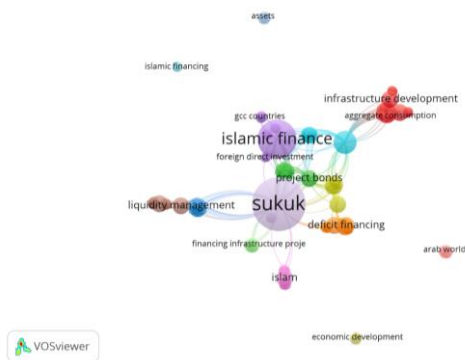 assets
islamic financing
infrastructure development
gcc countries
aggregate consumption
islamic finance
foreign direct investment
project bonds
liquidity management
sukuk
deficit financing
financing infrastructure proje
arab world
islam
economic development
VOSviewer